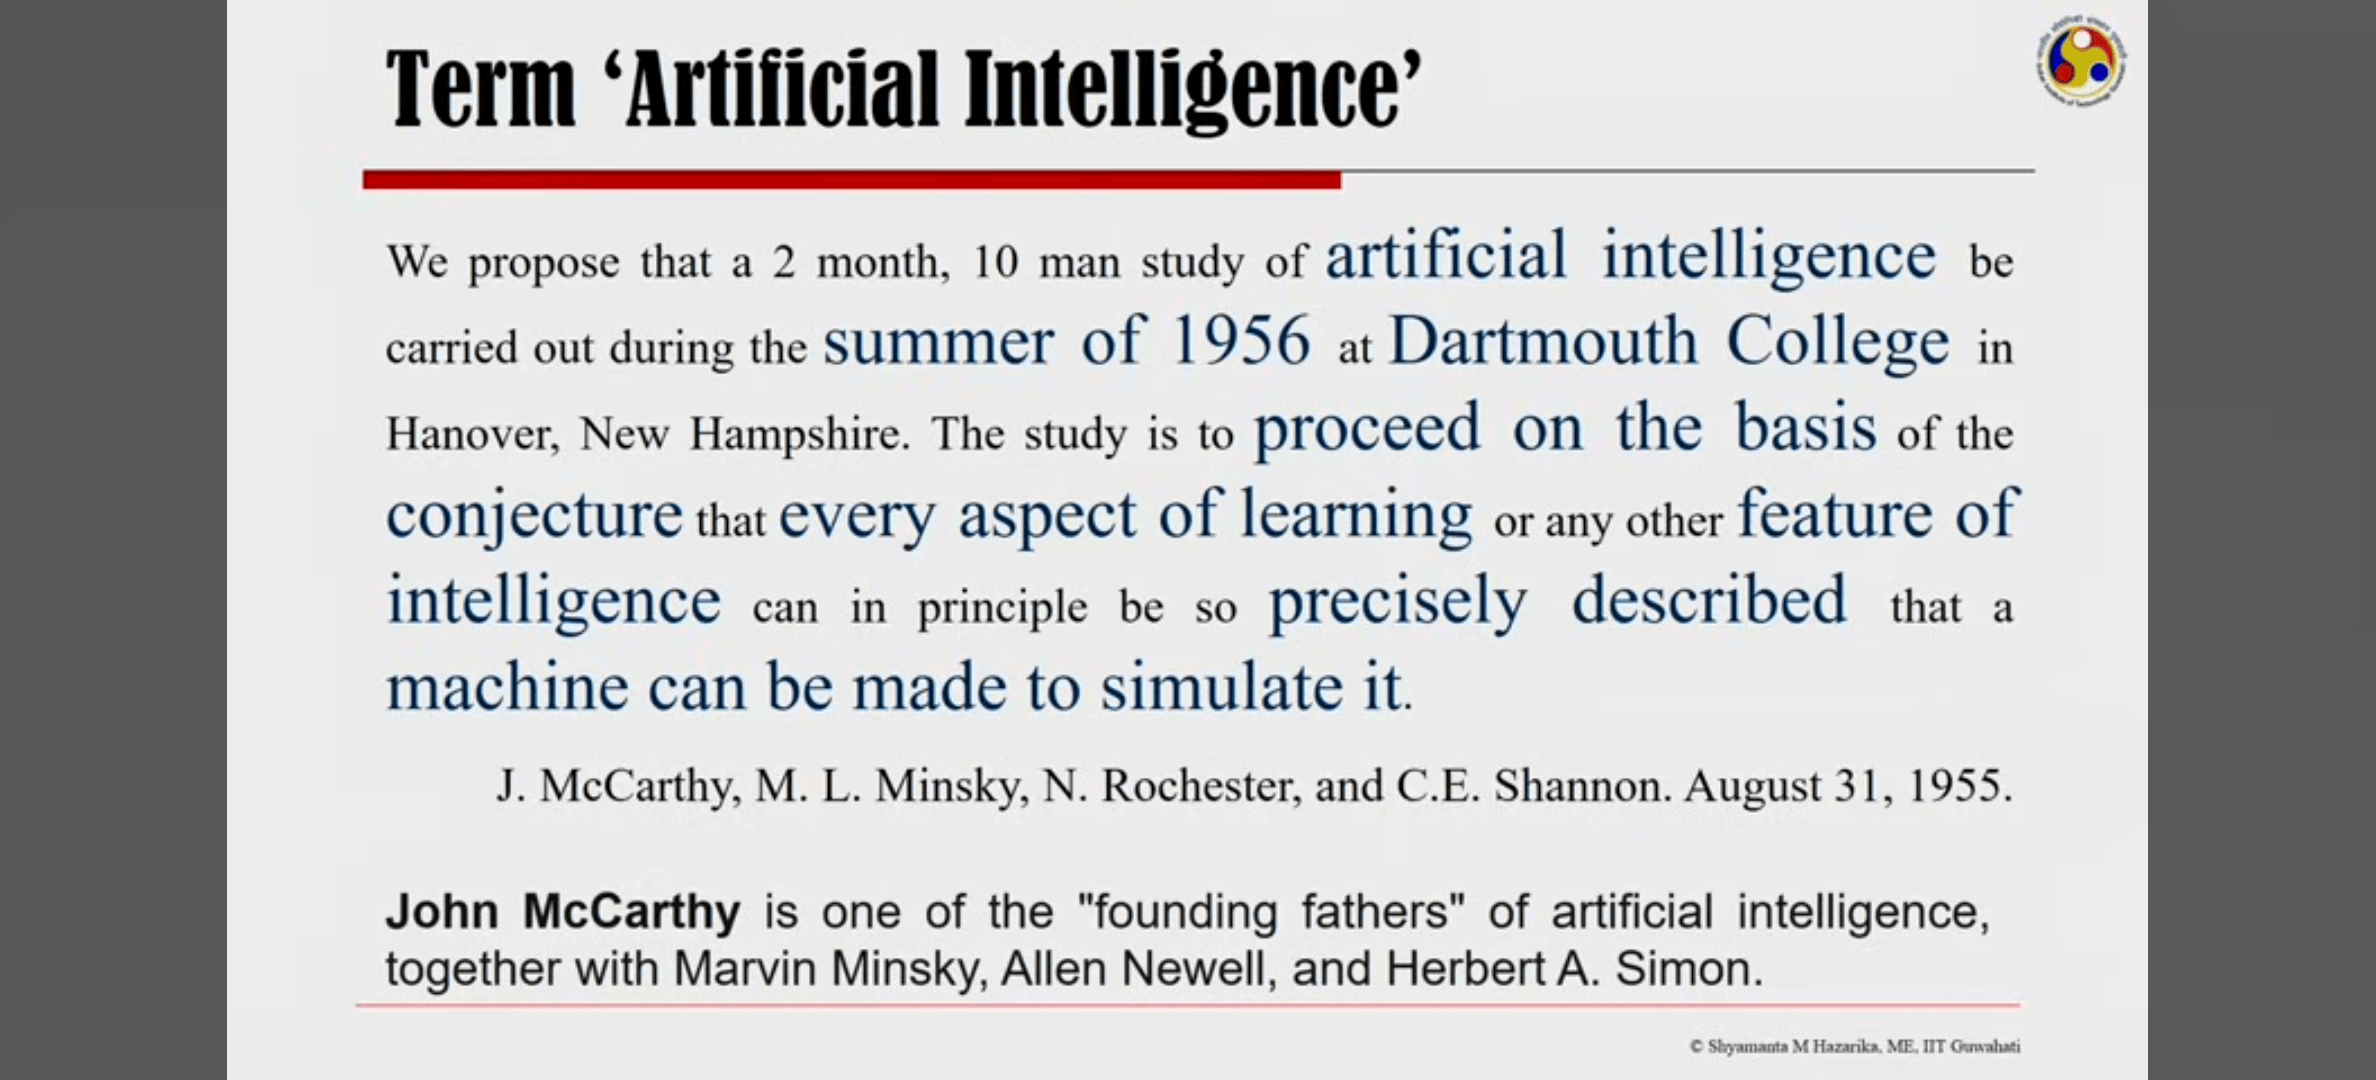 Term ‘Artificial Intelligence’
We propose that a 2 month, 10 man study of artificial intelligence be
carried out during the summer of 1956 at Dartmouth College in
Hanover, New Hampshire. The study is to proceed on the basis of the
conjecture that every aspect of learning or any other feature of
intelligence can in principle be so precisely described that a
machine can be made to simulate it.
J. McCarthy, M. L. Minsky, N. Rochester, and C.E. Shannon. August 31, 1955.
John McCarthy is one of the "founding fathers" of artificial intelligence,
together with Marvin Minsky, Allen Newell, and Herbert A. Simon.
© Shyamanta M Hazarika, ME, IIT Guwahati